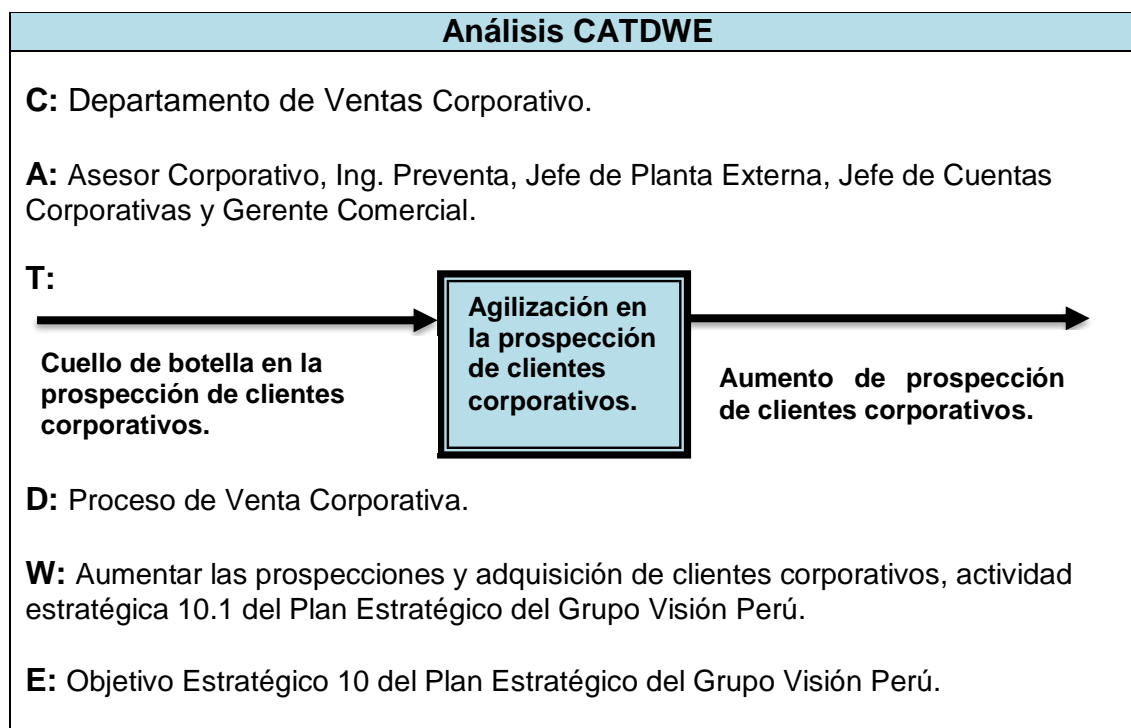 Análisis CATDWE
C: Departamento de Ventas Corporativo.
A: Asesor Corporativo, Ing. Preventa, Jefe de Planta Externa, Jefe de Cuentas
Corporativas y Gerente Comercial.
T:
Cuello de botella en la
prospección de clientes
corporativos.
Agilización en
la prospección
de clientes
corporativos.
Aumento de prospección
de clientes corporativos.
D: Proceso de Venta Corporativa.
W: Aumentar las prospecciones y adquisición de clientes corporativos, actividad
estratégica 10.1 del Plan Estratégico del Grupo Visión Perú.
E: Objetivo Estratégico 10 del Plan Estratégico del Grupo Visión Perú.